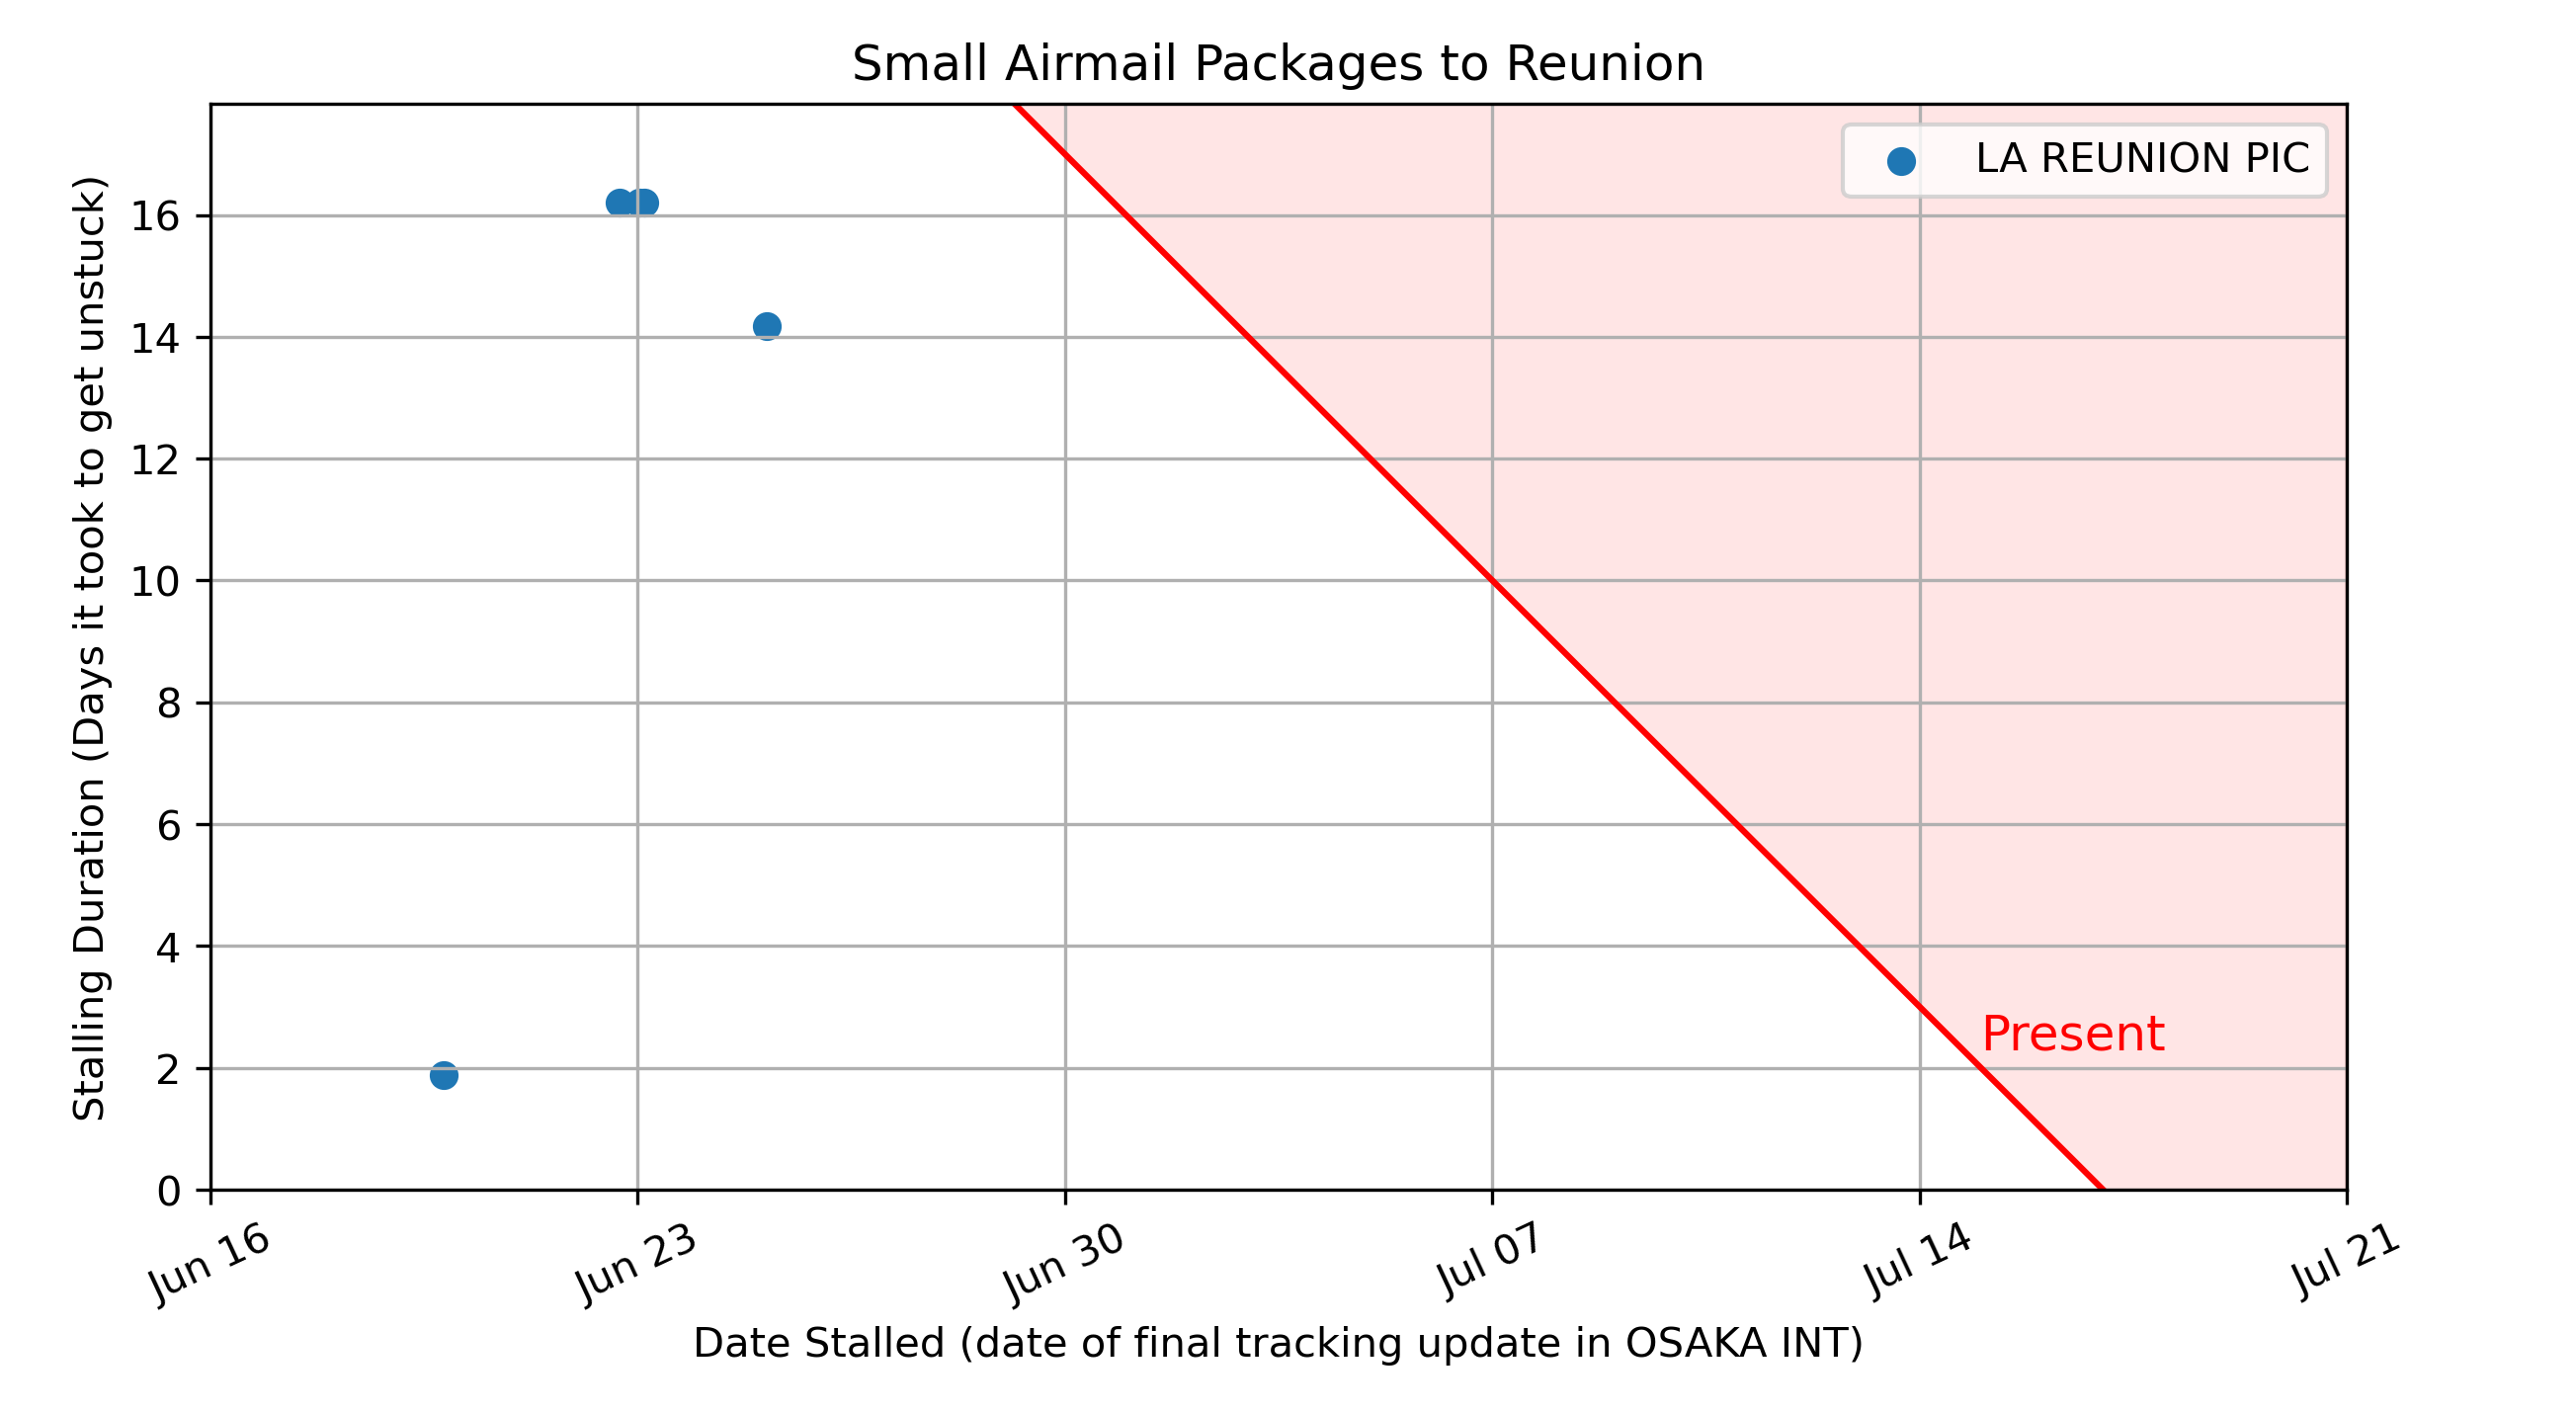 Small Airmail Packages to Reunion
LA REUNION PIC
Stalling Duration (Days it took to get unstuck)
16
14
12
10
8
6
4
2
0
Present
Jun 16
Jun 23
Jun 30
Jul 07
Jul 14
Jul 21
Date Stalled (date of final tracking update in OSAKA INT)